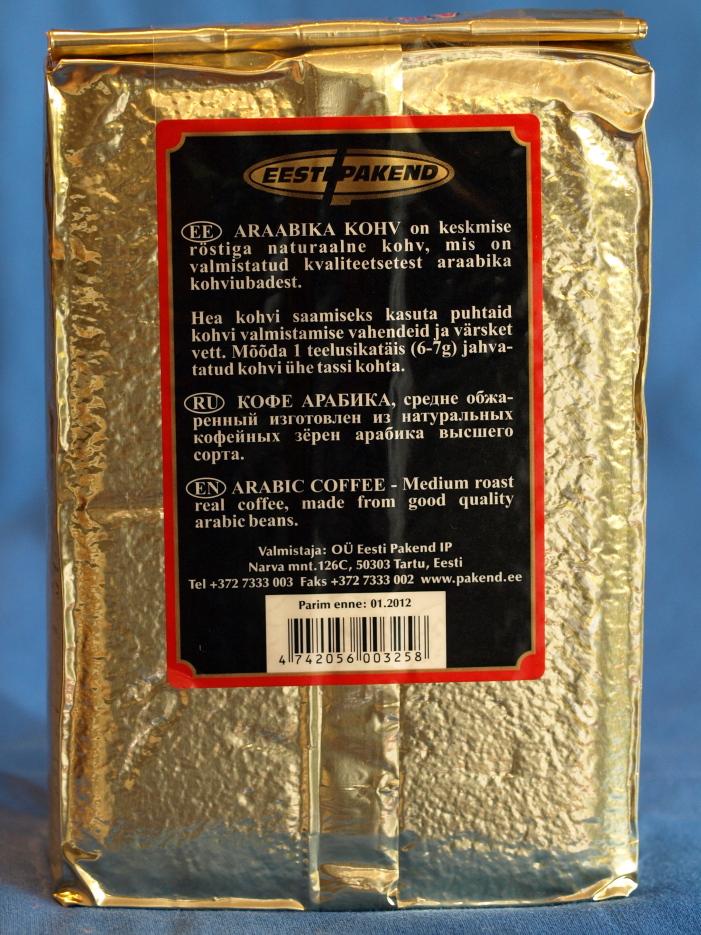 EESTI PAKEND
EE ARAABIKA KOHV on keskmise
röstiga naturaalne kohv, mis on
valmistatud kvaliteetsetest araabika
kohviubadest.
Hea kohvi saamiseks kasuta puhtaid
kohvi valmistamise vahendeid ja värsket
vett. Mõõda 1 teelusikatäis (6-7g) jahva-
tatud kohvi ühe tassi kohta.
RU КОФЕ АРАБИКА, средне обжа-
ренный изготовлен из натуральных
кофейных зёрен арабика высшего
сорта.
EN ARABIC COFFEE - Medium roast
real coffee, made from good quality
arabic beans.
Valmistaja: OÜ Eesti Pakend IP
Narva mnt.126C, 50303 Tartu, Eesti
Tel +372 7333 003 Faks +372 7333 002 www.pakend.ee
Parim enne: 01.2012
4 742056 003258